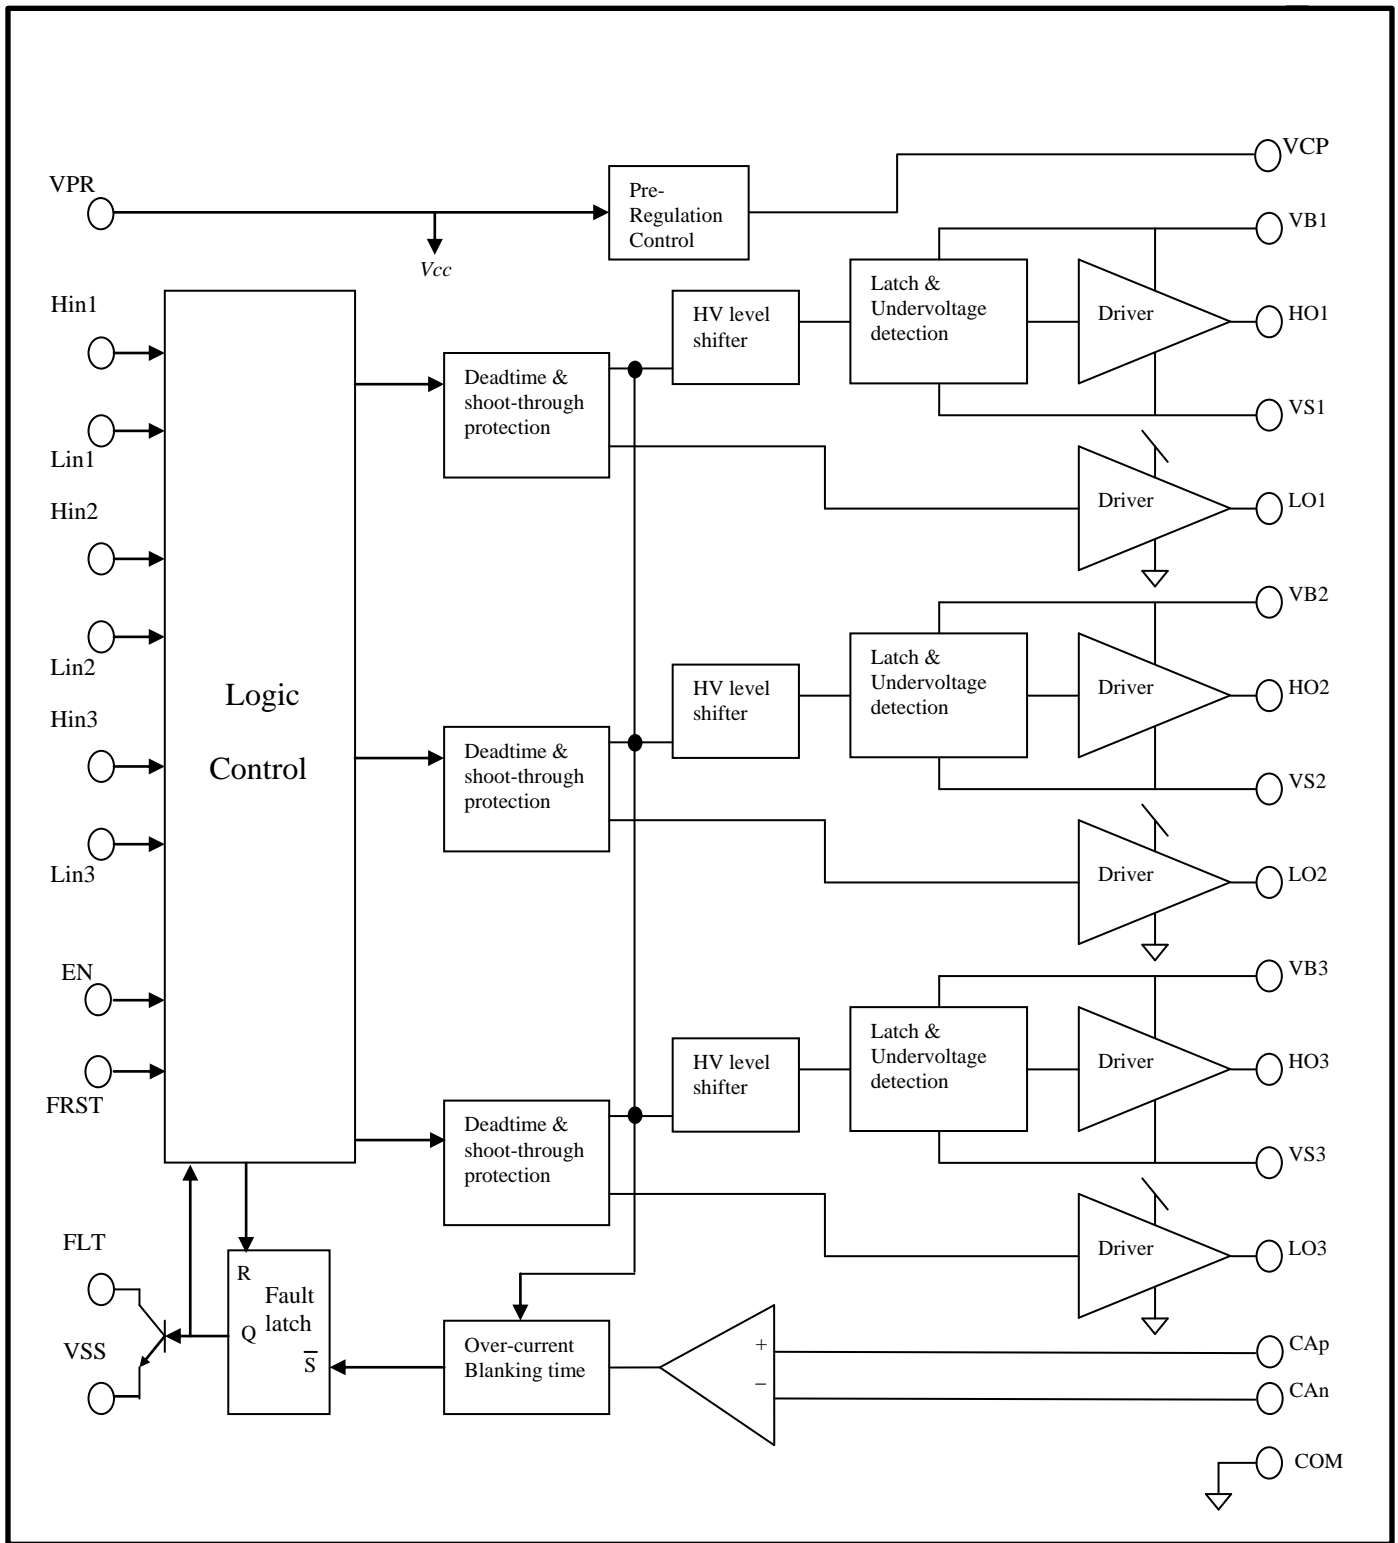 VCP
VPR
Pre-
Regulation
Control
VB1
Vcc
Hin1
HV level
shifter
Latch &
Undervoltage
detection
Driver
HO1
Deadtime &
shoot-through
protection
VS1
Lin1
Driver
LO1
Hin2
VB2
Lin2
HV level
shifter
Latch &
Undervoltage
detection
Driver
HO2
Logic
Control
Hin3
Deadtime &
shoot-through
protection
VS2
Lin3
Driver
LO2
EN
VB3
HV level
shifter
Latch &
Undervoltage
detection
Driver
HO3
FRST
Deadtime &
shoot-through
protection
VS3
FLT
Driver
LO3
R
Fault
latch
Q
S̅
VSS
Over-current
Blanking time
+
−
CAp
CAn
COM